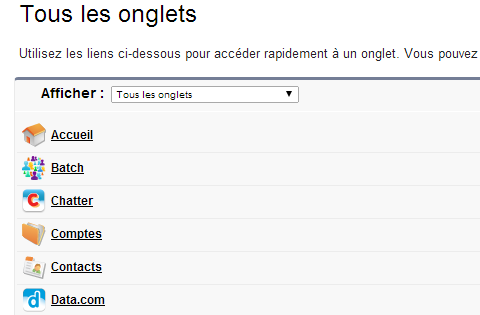 Tous les onglets
Utilisez les liens ci-dessous pour accéder rapidement à un onglet. Vous pouvez
Afficher : Tous les onglets
Accueil
Batch
Chatter
Comptes
Contacts
Data.com